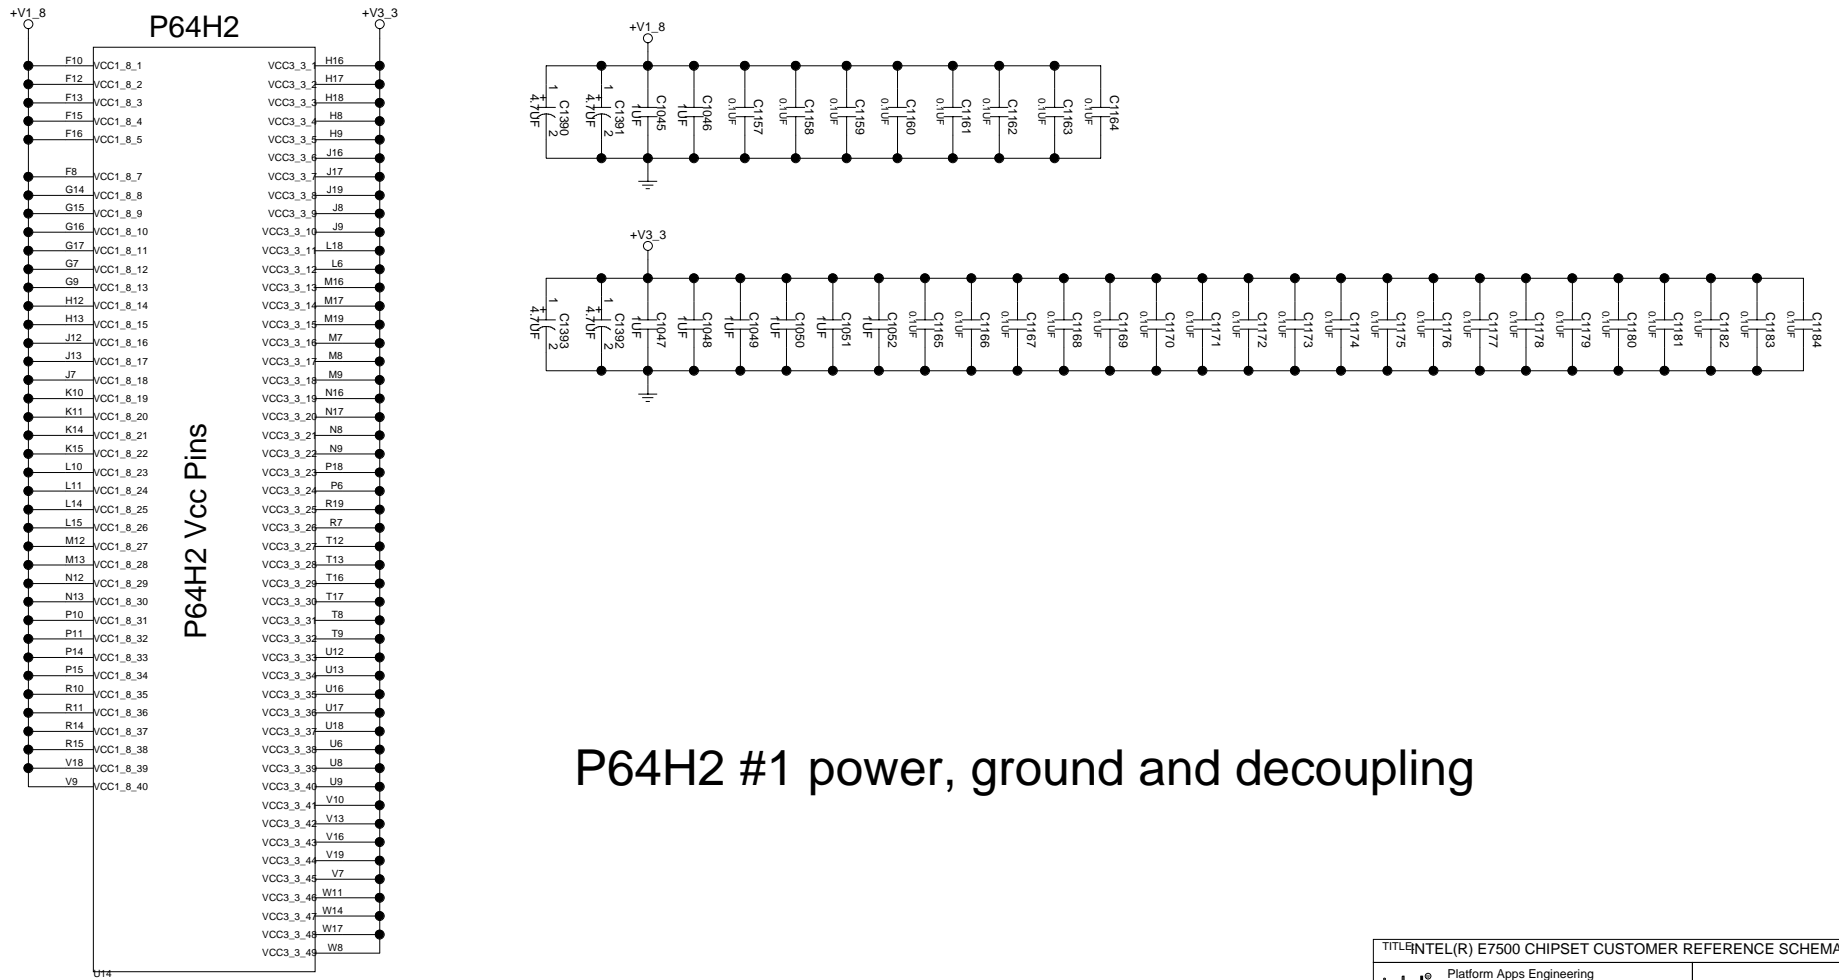 +V1_8
+V3_3
P64H2
F10 VCC1_8_1 VCC3_3_1 H16
F12 VCC1_8_2 VCC3_3_2 H17
F13 VCC1_8_3 VCC3_3_3 H18
F15 VCC1_8_4 VCC3_3_4 H8
F16 VCC1_8_5 VCC3_3_5 H9
VCC3_3_6 J16
F8 VCC1_8_7 VCC3_3_7 J17
G14 VCC1_8_8 VCC3_3_8 J19
G15 VCC1_8_9 VCC3_3_9 J8
G16 VCC1_8_10 VCC3_3_10 J9
G17 VCC1_8_11 VCC3_3_11 L18
G7 VCC1_8_12 VCC3_3_12 L6
G9 VCC1_8_13 VCC3_3_13 M16
H12 VCC1_8_14 VCC3_3_14 M17
H13 VCC1_8_15 VCC3_3_15 M19
J12 VCC1_8_16 VCC3_3_16 M7
J13 VCC1_8_17 VCC3_3_17 M8
J7 VCC1_8_18 VCC3_3_18 M9
K10 VCC1_8_19 VCC3_3_19 N16
K11 VCC1_8_20 VCC3_3_20 N17
K14 VCC1_8_21 VCC3_3_21 N8
K15 VCC1_8_22 VCC3_3_22 N9
L10 VCC1_8_23 VCC3_3_23 P18
L11 VCC1_8_24 VCC3_3_24 P6
L14 VCC1_8_25 VCC3_3_25 R19
L15 VCC1_8_26 VCC3_3_26 R7
M12 VCC1_8_27 VCC3_3_27 T12
M13 VCC1_8_28 VCC3_3_28 T13
N12 VCC1_8_29 VCC3_3_29 T16
N13 VCC1_8_30 VCC3_3_30 T17
P10 VCC1_8_31 VCC3_3_31 T8
P11 VCC1_8_32 VCC3_3_32 T9
P14 VCC1_8_33 VCC3_3_33 U12
P15 VCC1_8_34 VCC3_3_34 U13
R10 VCC1_8_35 VCC3_3_35 U16
R11 VCC1_8_36 VCC3_3_36 U17
R14 VCC1_8_37 VCC3_3_37 U18
R15 VCC1_8_38 VCC3_3_38 U6
V18 VCC1_8_39 VCC3_3_39 U8
V9 VCC1_8_40 VCC3_3_40 U9
VCC3_3_41 V10
VCC3_3_42 V13
VCC3_3_43 V16
VCC3_3_44 V19
VCC3_3_45 V7
VCC3_3_46 W11
VCC3_3_47 W14
VCC3_3_48 W17
VCC3_3_49 W8
P64H2 Vcc Pins
U14
+V1_8
1 + 2 C1390 4.7UF
1 + 2 C1391 4.7UF
C1045 1UF
C1046 1UF
C1157 0.1UF
C1158 0.1UF
C1159 0.1UF
C1160 0.1UF
C1161 0.1UF
C1162 0.1UF
C1163 0.1UF
C1164 0.1UF
+V3_3
1 + 2 C1393 4.7UF
1 + 2 C1392 4.7UF
C1047 1UF
C1048 1UF
C1049 1UF
C1050 1UF
C1051 1UF
C1052 1UF
C1165 0.1UF
C1166 0.1UF
C1167 0.1UF
C1168 0.1UF
C1169 0.1UF
C1170 0.1UF
C1171 0.1UF
C1172 0.1UF
C1173 0.1UF
C1174 0.1UF
C1175 0.1UF
C1176 0.1UF
C1177 0.1UF
C1178 0.1UF
C1179 0.1UF
C1180 0.1UF
C1181 0.1UF
C1182 0.1UF
C1183 0.1UF
C1184 0.1UF
P64H2 #1 power, ground and decoupling
TITLE INTEL(R) E7500 CHIPSET CUSTOMER REFERENCE SCHEMA
Platform Apps Engineering